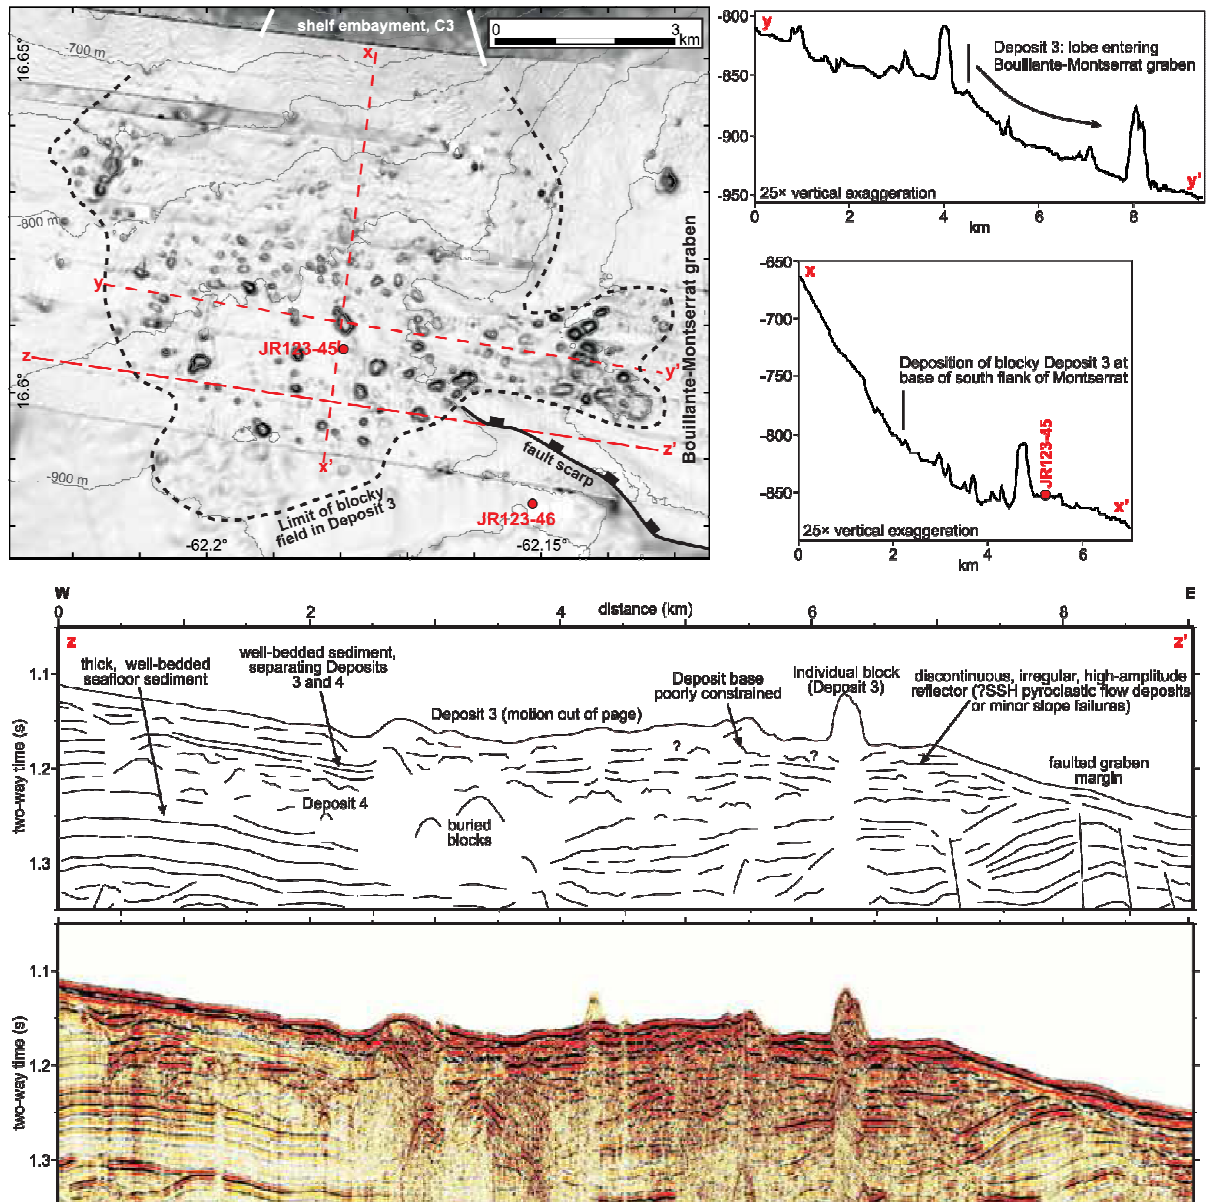 shelf embayment, C3
0
3
km
-700 m
16.65°
x
-800 m
y
z
JR123-45
16.6°
y'
z'
x'
Bouillante-Montserrat graben
fault scarp
-900 m
Limit of blocky
field in Deposit 3
JR123-46
-62.2°
-62.15°
-800
-850
-900
-950
y
Deposit 3: lobe entering
Bouillante-Montserrat graben
y'
25× vertical exaggeration
0
2
4
6
8
km
-650
-700
-750
-800
-850
x
Deposition of blocky Deposit 3 at
base of south flank of Montserrat
JR123-45
x'
25× vertical exaggeration
0
2
4
6
km
W
E
0
2
4
distance (km)
6
8
z
z'
1.1
1.2
1.3
two-way time (s)
thick, well-bedded
seafloor sediment
well-bedded sediment,
separating Deposits
3 and 4
Deposit 3 (motion out of page)
Deposit base
poorly constrained
Individual block
(Deposit 3)
discontinuous, irregular, high-amplitude
reflector (?SSH pyroclastic flow deposits
or minor slope failures)
?
?
faulted graben
margin
Deposit 4
buried
blocks
1.1
1.2
1.3
two-way time (s)